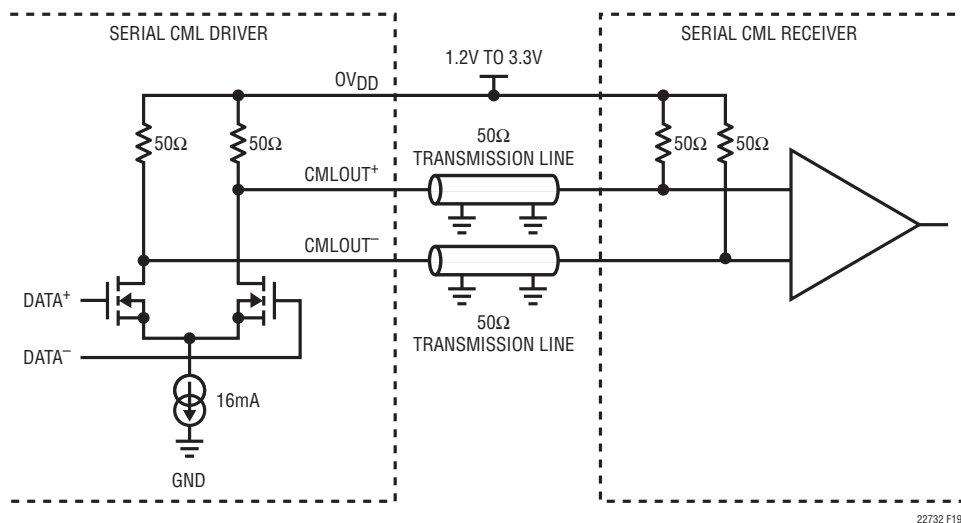 SERIAL CML DRIVER
SERIAL CML RECEIVER
1.2V TO 3.3V
OVDD
50Ω
50Ω
50Ω
TRANSMISSION LINE
50Ω
50Ω
CMLOUT+
CMLOUT−
DATA+
DATA−
50Ω
TRANSMISSION LINE
16mA
GND
22732 F19